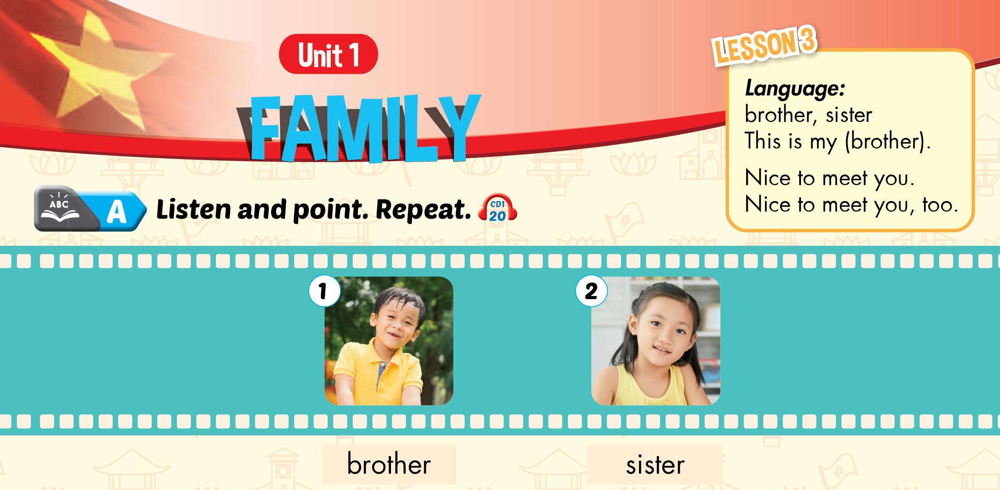 Unit 1
FAMILY
LESSON 3
Language:
brother, sister
This is my (brother).
Nice to meet you.
Nice to meet you, too.
ABC
A
Listen and point. Repeat.
CD1
20
1
2
brother
sister